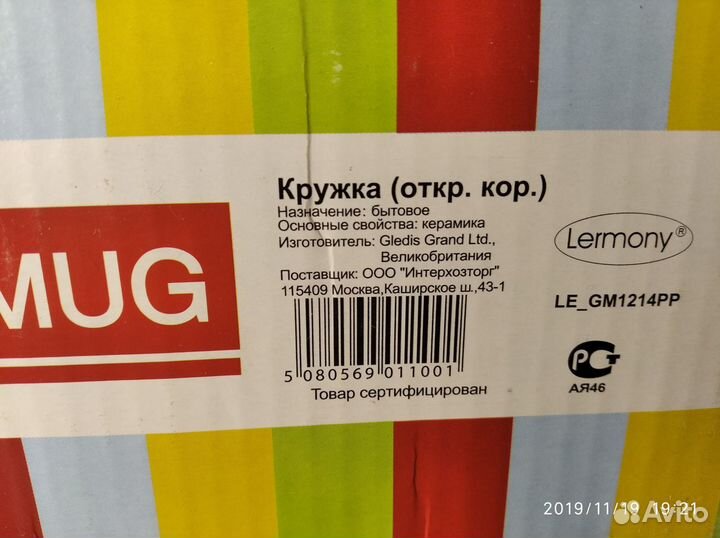 MUG
Кружка (откр. кор.)
Назначение: бытовое
Основные свойства: керамика
Изготовитель: Gledis Grand Ltd.,
Великобритания
Поставщик: ООО "Интерхозторг"
115409 Москва,Каширское ш.,43-1
5 080569 011001
Товар сертифицирован
Lermony®
LE_GM1214PP
РСТ
АЯ46
2019/11/19 19:21
Avito